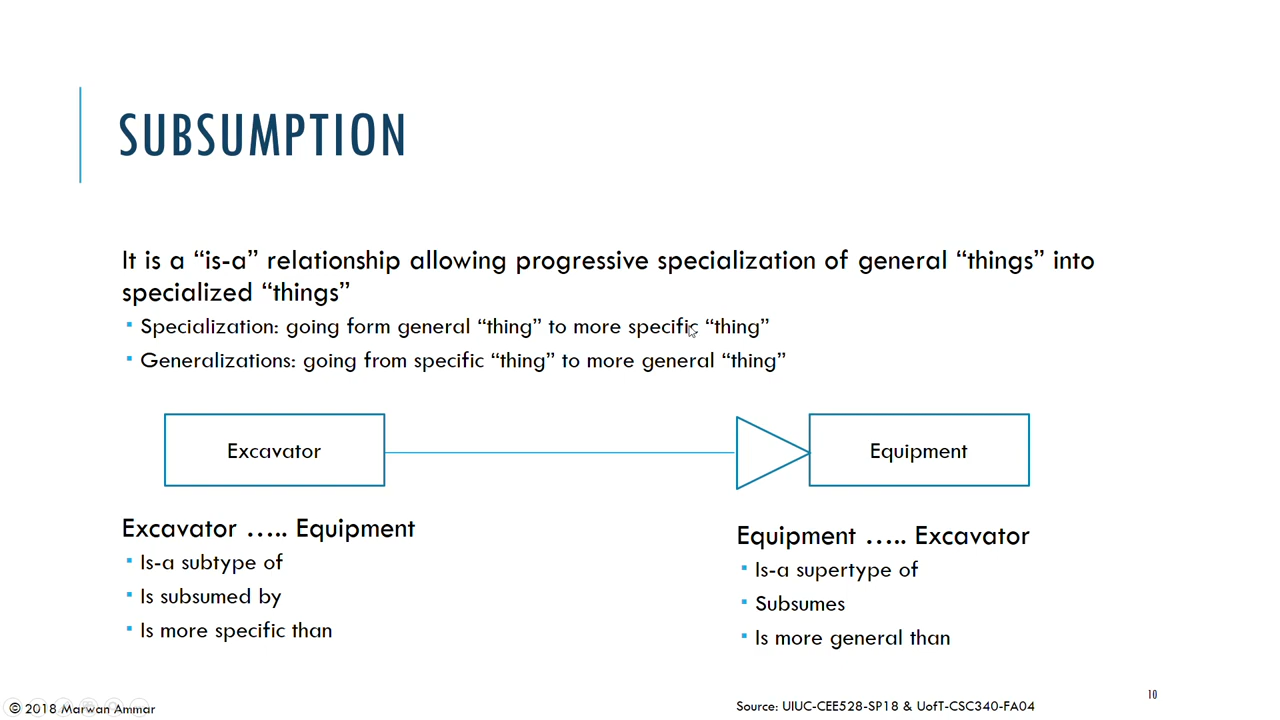 SUBSUMPTION
It is a “is-a” relationship allowing progressive specialization of general “things” into
specialized “things”
▪ Specialization: going form general “thing” to more specific “thing”
▪ Generalizations: going from specific “thing” to more general “thing”
Excavator
Equipment
Excavator ….. Equipment
▪ Is-a subtype of
▪ Is subsumed by
▪ Is more specific than
Equipment ….. Excavator
▪ Is-a supertype of
▪ Subsumes
▪ Is more general than
© 2018 Marwan Ammar
Source: UIUC-CEE528-SP18 & UofT-CSC340-FA04
10